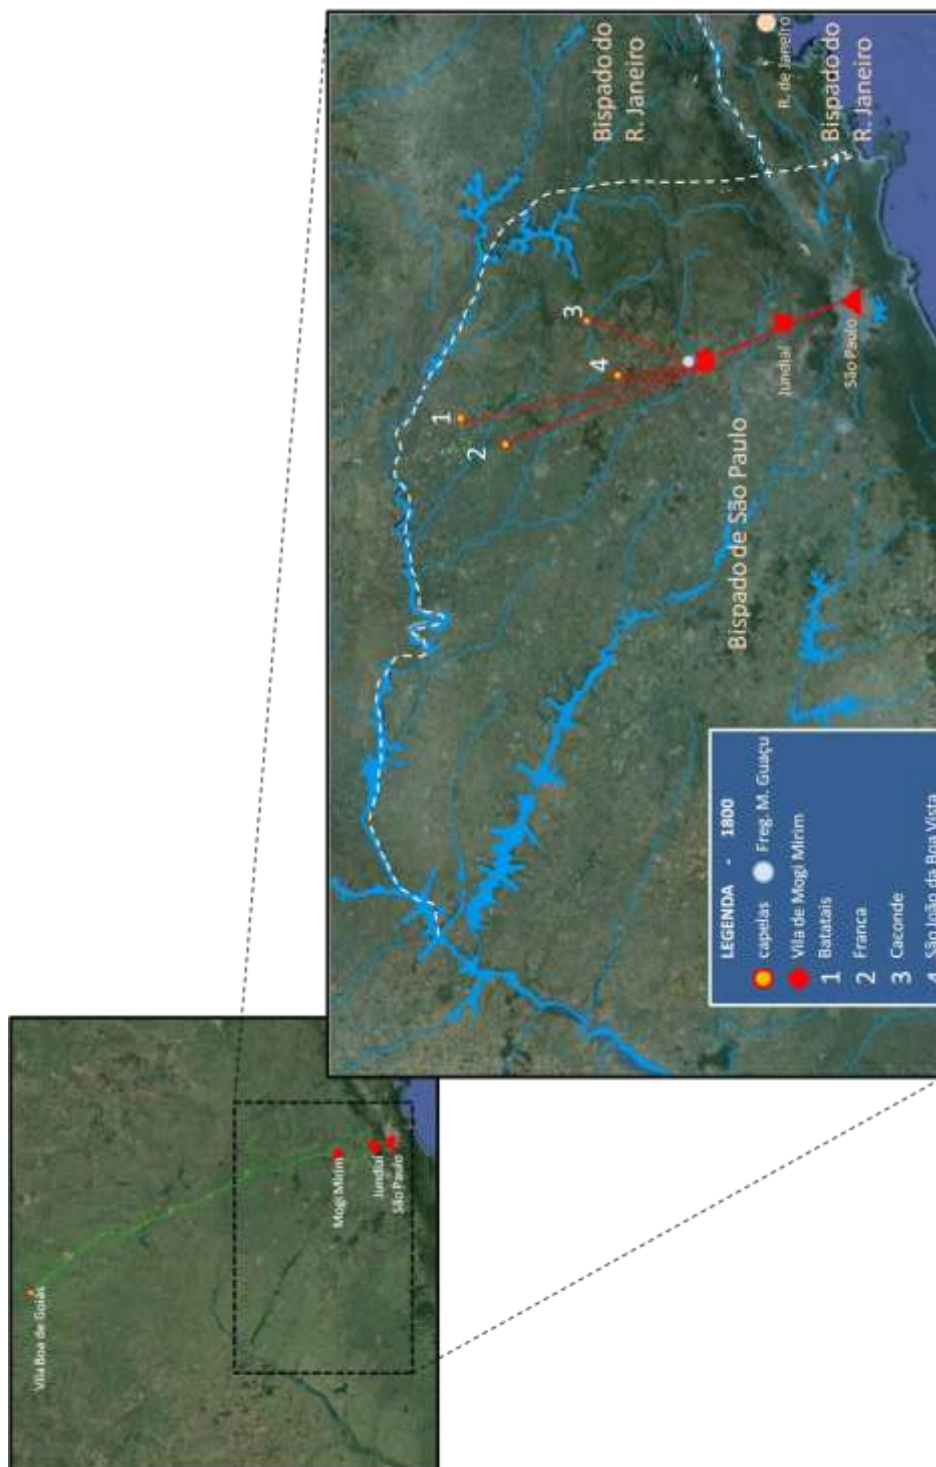 Vila Boa de Goiás
Mogi Mirim
Jundiaí
São Paulo
1
2
3
4
Bispado do
R. Janeiro
R. de Janeiro
Bispado do
R. Janeiro
Bispado de São Paulo
Jundiaí
São Paulo
LEGENDA - 1800
capelas Freg. M. Guaçu
Vila de Mogi Mirim
1 Batatais
2 Franca
3 Caconde
4 São João da Boa Vista